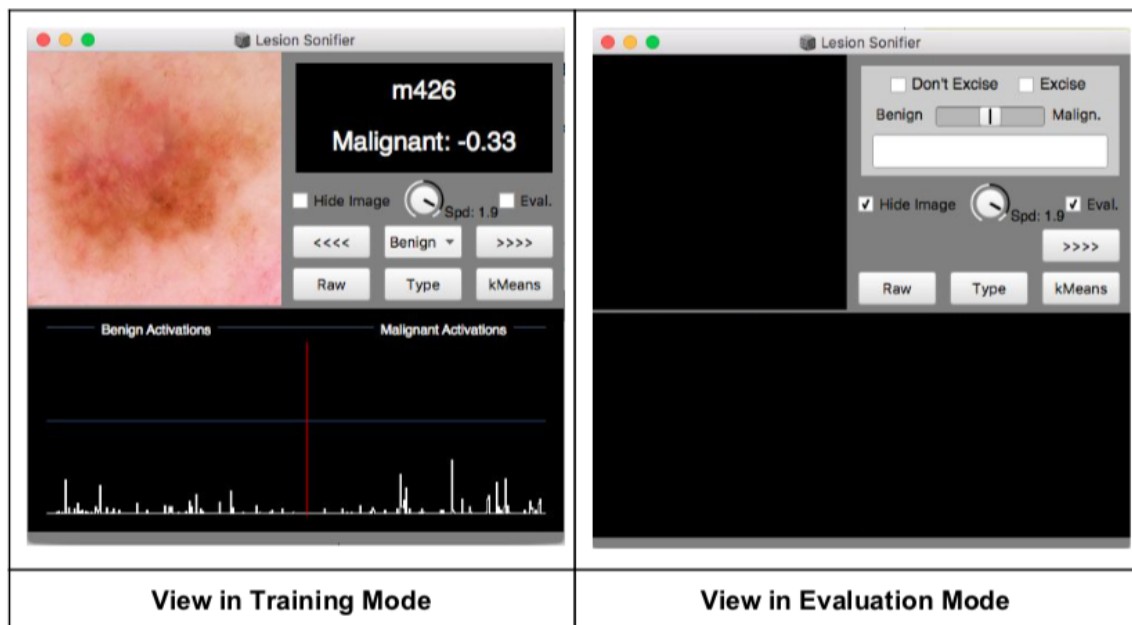 Lesion Sonifier
m426
Malignant: -0.33
Hide Image
Spd: 1.9
Eval.
<<<<
Benign
>>>>
Raw
Type
kMeans
Benign Activations
Malignant Activations
View in Training Mode
Lesion Sonifier
Don't Excise
Excise
Benign
Malign.
Hide Image
Spd: 1.9
Eval.
>>>>
Raw
Type
kMeans
View in Evaluation Mode